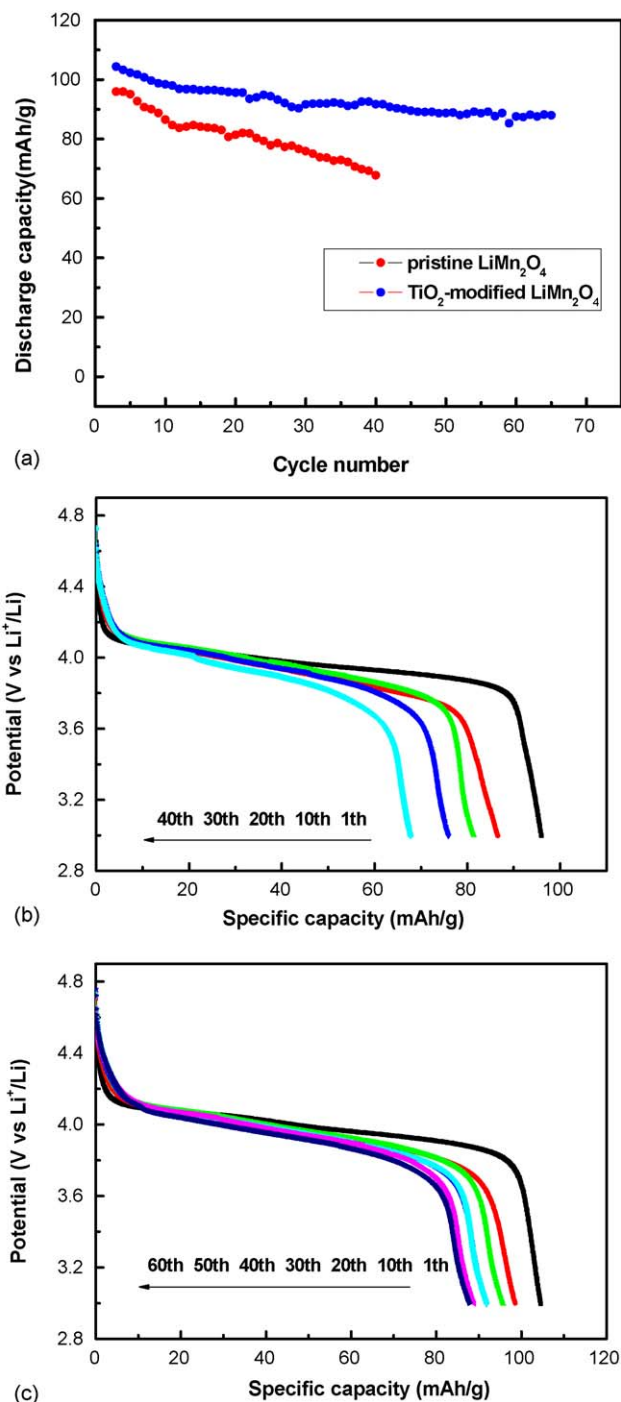 120
100
80
60
40
20
0
Discharge capacity(mAh/g)
pristine LiMn₂O₄
TiO₂-modified LiMn₂O₄
0 10 20 30 40 50 60 70
Cycle number
(a)
4.8
4.4
4.0
3.6
3.2
2.8
Potential (V vs Li⁺/Li)
40th 30th 20th 10th 1th
0 20 40 60 80 100
Specific capacity (mAh/g)
(b)
4.8
4.4
4.0
3.6
3.2
2.8
Potential (V vs Li⁺/Li)
60th 50th 40th 30th 20th 10th 1th
0 20 40 60 80 100 120
Specific capacity (mAh/g)
(c)